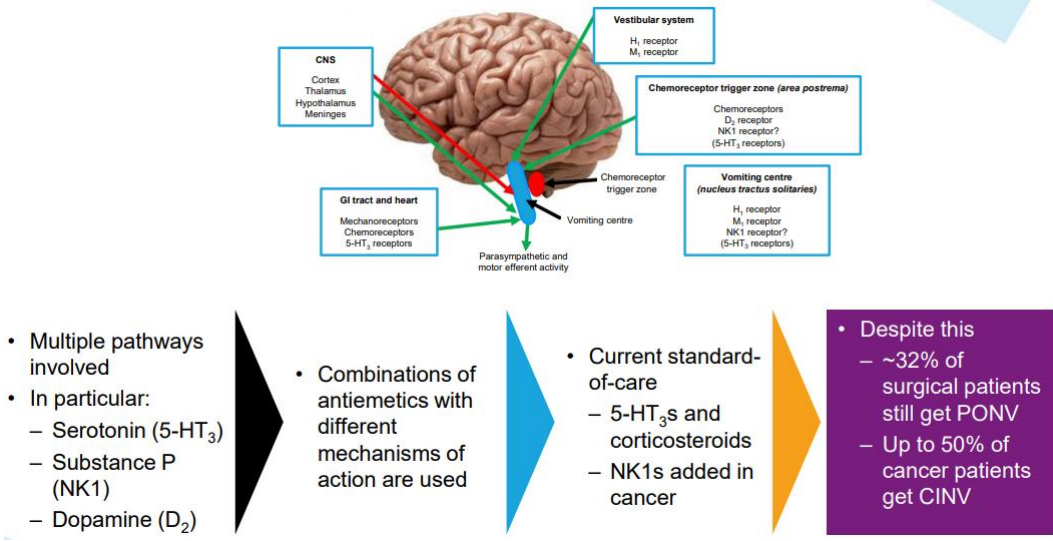 Vestibular system
H₁ receptor
M₁ receptor
CNS
Cortex
Thalamus
Hypothalamus
Meninges
Chemoreceptor trigger zone (area postrema)
Chemoreceptors
D₂ receptor
NK1 receptor?
(5-HT₃ receptors)
Chemoreceptor
trigger zone
Vomiting centre
(nucleus tractus solitaries)
H₁ receptor
M₁ receptor
NK1 receptor?
(5-HT₃ receptors)
GI tract and heart
Mechanoreceptors
Chemoreceptors
5-HT₃ receptors
Vomiting centre
Parasympathetic and
motor efferent activity
• Multiple pathways
involved
• In particular:
– Serotonin (5-HT₃)
– Substance P
(NK1)
– Dopamine (D₂)
• Combinations of
antiemetics with
different
mechanisms of
action are used
• Current standard-
of-care
– 5-HT₃s and
corticosteroids
– NK1s added in
cancer
• Despite this
– ~32% of
surgical patients
still get PONV
– Up to 50% of
cancer patients
get CINV